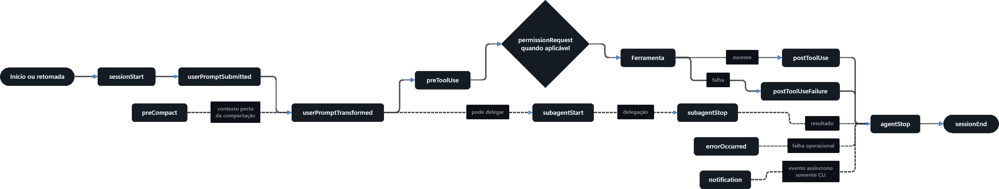 Início ou retomada
sessionStart
userPromptSubmitted
preCompact
contexto perto
da compactação
userPromptTransformed
preToolUse
permissionRequest
quando aplicável
Ferramenta
sucesso
postToolUse
falha
postToolUseFailure
pode delegar
subagentStart
delegação
subagentStop
resultado
errorOccurred
falha operacional
notification
evento assíncrono
somente CLI
agentStop
sessionEnd